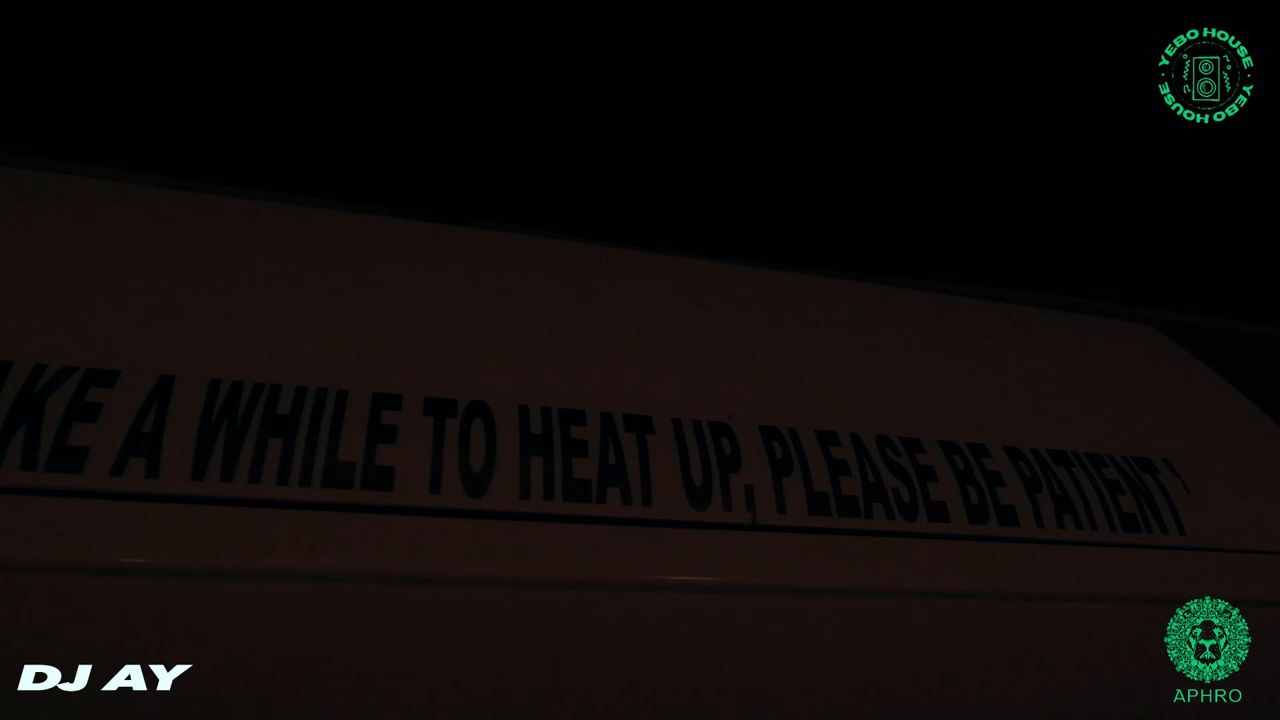 YEBO HOUSE · YEBO HOUSE ·
KE A WHILE TO HEAT UP, PLEASE BE PATIENT'
DJ AY
APHRO